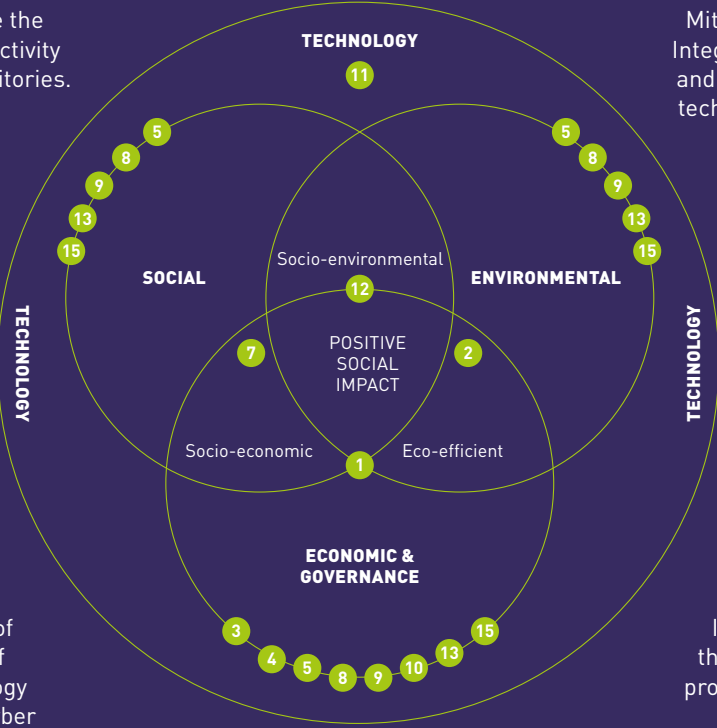 e the
ctivity
itories.
TECHNOLOGY
11
Mit
Integ
and
tech
5
8
9
13
15
5
8
9
13
15
SOCIAL
Socio-environmental
ENVIRONMENTAL
12
TECHNOLOGY
TECHNOLOGY
7
POSITIVE
SOCIAL
IMPACT
2
Socio-economic
1
Eco-efficient
ECONOMIC &
GOVERNANCE
3
4
5
8
9
10
13
15
of
f
gy
ber
I
th
pro